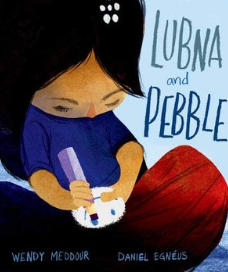 LUBNA
and
PEBBLE
WENDY MEDDOUR DANIEL EGNÉUS